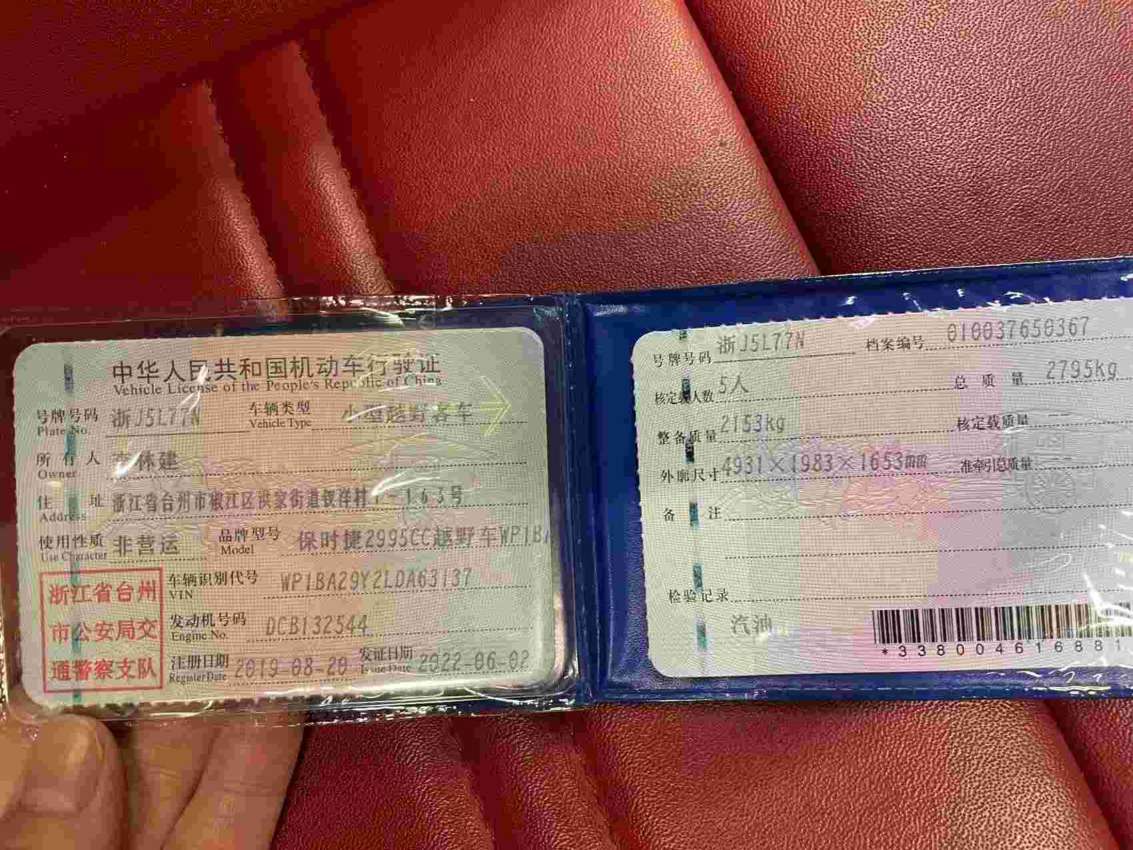 中华人民共和国机动车行驶证
Vehicle License of the People's Republic of China
号牌号码 浙J5L77N 车辆类型 小型越野客车
Plate No. Vehicle Type
所有人 休建
Owner
住址 浙江省台州市椒江区洪家街道 村 -163号
Address
使用性质 非营运 品牌型号 保时捷2995CC越野车WP1BA
Use Character Model
浙江省台州
市公安局交
通警察支队
车辆识别代号 WP1BA29Y2LDA63137
VIN
发动机号码 DCB132544
Engine No.
注册日期 2019-08-20 发证日期 2022-06-02
Register Date Issue Date
号牌号码 浙J5L77N 档案编号 010037650367
核定载人数 5人 总质量 2795kg
整备质量 2153kg 核定载质量 --
外廓尺寸 4931×1983×1653mm 准牵引总质量 --
备注
检验记录
汽油
*338004616881